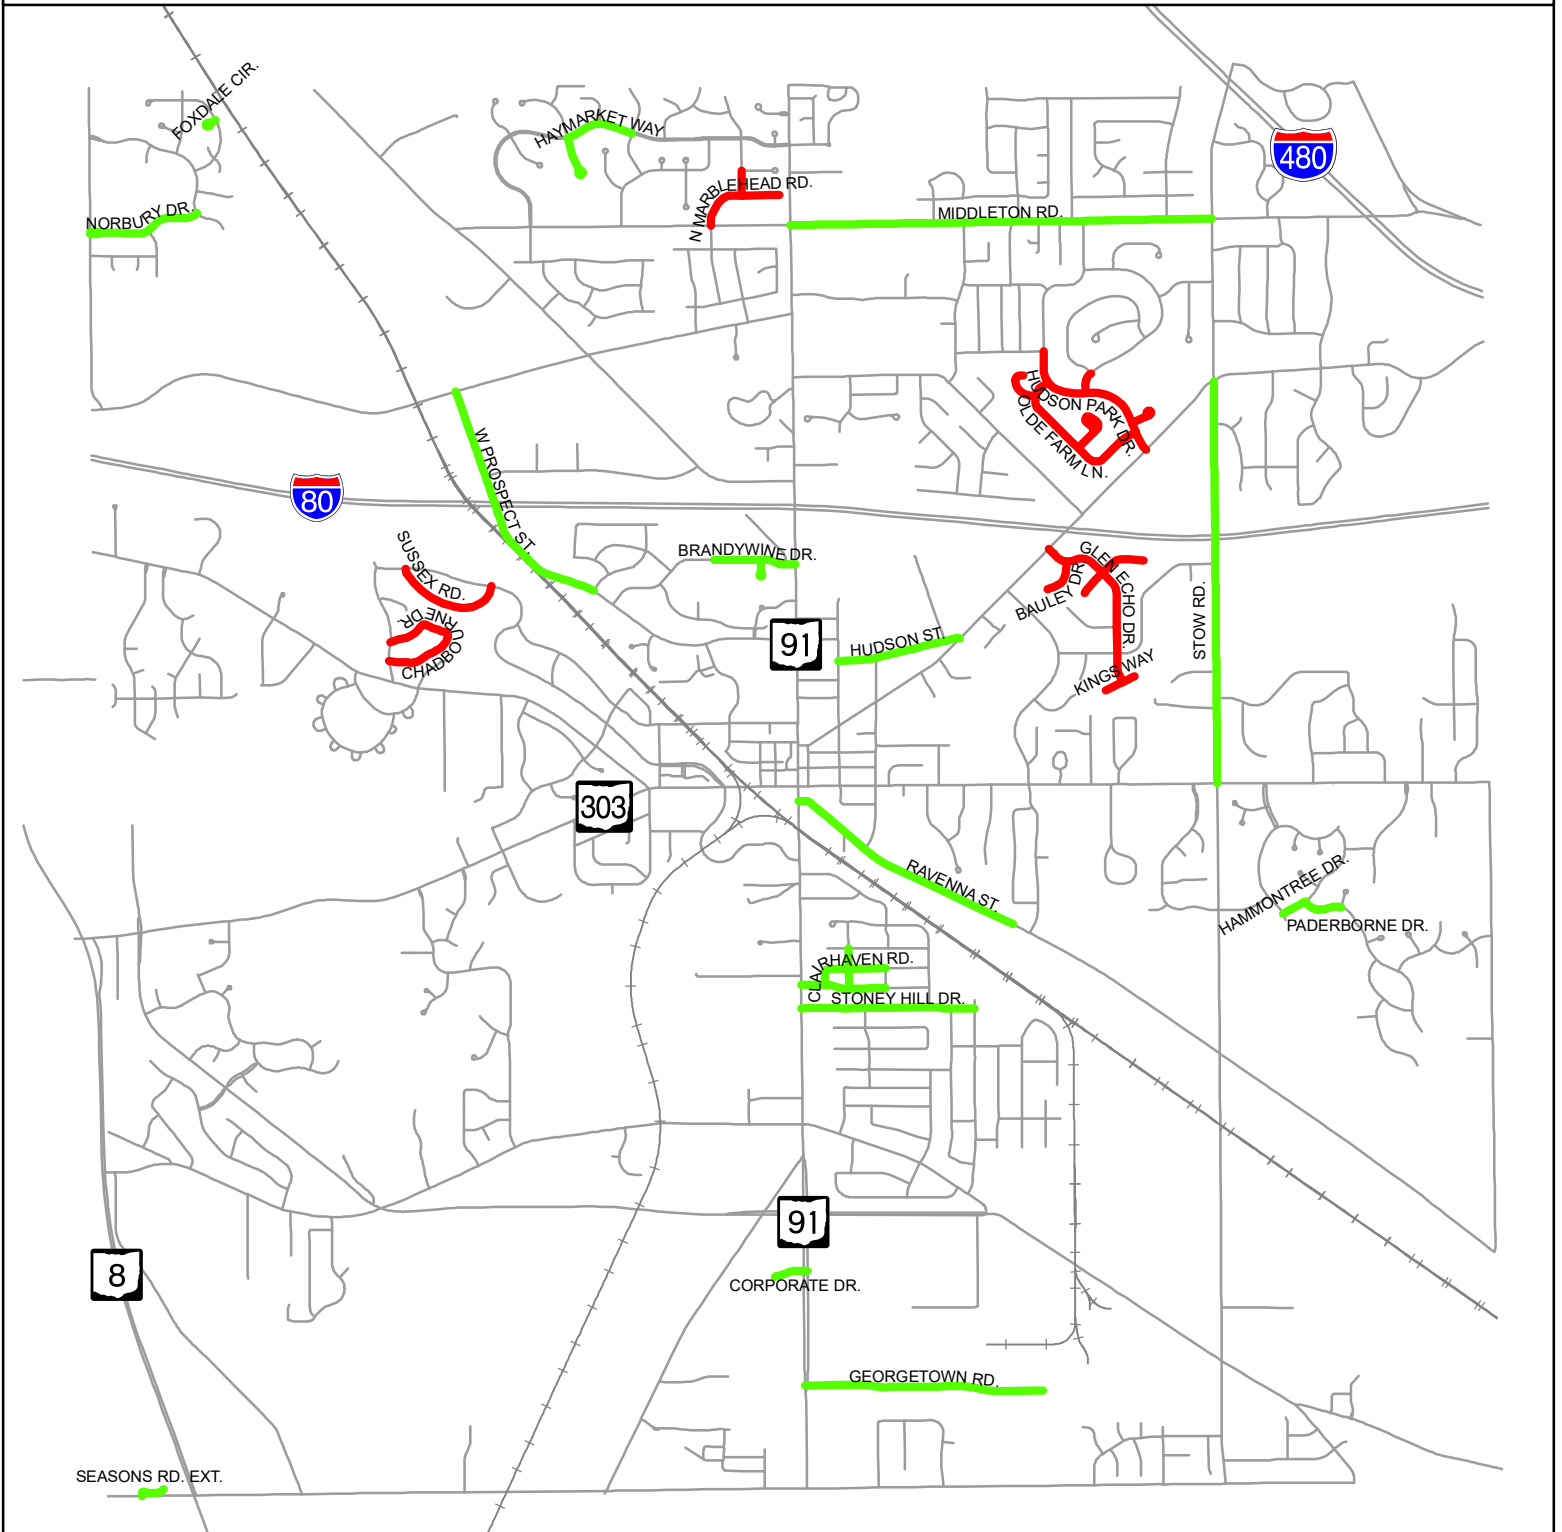 FOXDALE CIR.
HAYMARKET WAY
480
N MARBLEHEAD RD.
NORBURY DR.
MIDDLETON RD.
HUDSON PARK DR.
OLDE FARM LN.
W PROSPECT ST.
80
SUSSEX RD.
BRANDYWINE DR.
GLEN ECHO DR.
BAULEY DR.
STOW RD.
CHADBOURNE DR.
91
HUDSON ST.
KINGS WAY
303
RAVENNA ST.
HAMMONTREE DR.
PADERBORNE DR.
CLAIRHAVEN RD.
STONEY HILL DR.
91
8
CORPORATE DR.
GEORGETOWN RD.
SEASONS RD. EXT.